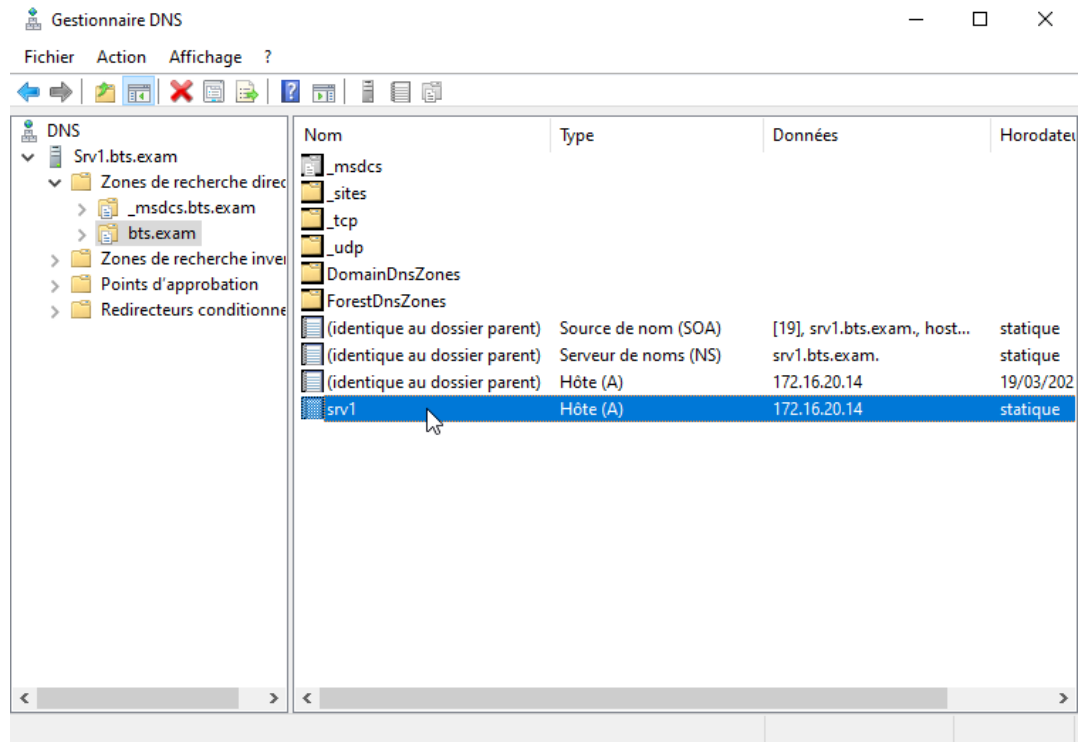 Gestionnaire DNS
Fichier Action Affichage ?
DNS
Srv1.bts.exam
Zones de recherche direc
_msdcs.bts.exam
bts.exam
Zones de recherche inver
Points d'approbation
Redirecteurs conditionne
Nom Type Données Horodateu
_msdcs
_sites
_tcp
_udp
DomainDnsZones
ForestDnsZones
(identique au dossier parent) Source de nom (SOA) [19], srv1.bts.exam., host... statique
(identique au dossier parent) Serveur de noms (NS) srv1.bts.exam. statique
(identique au dossier parent) Hôte (A) 172.16.20.14 19/03/202
srv1 Hôte (A) 172.16.20.14 statique